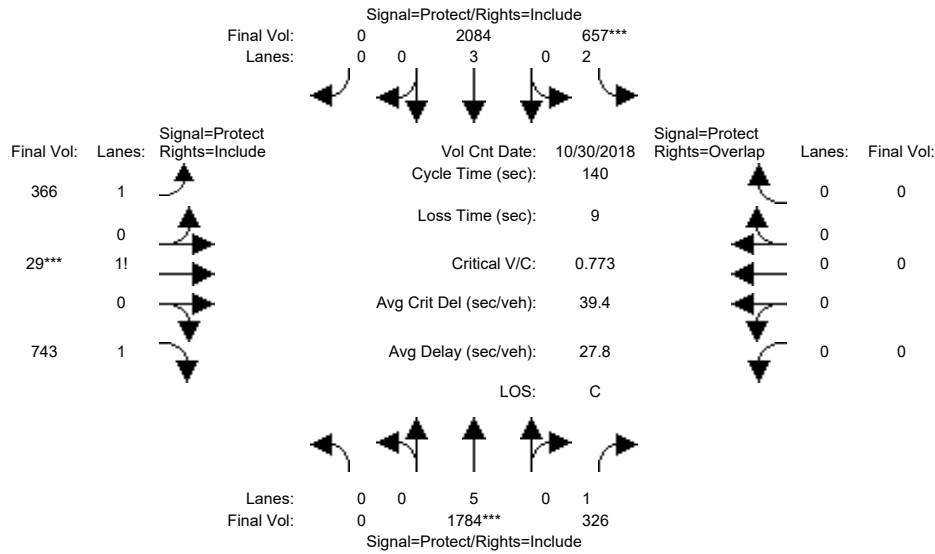 Signal=Protect/Rights=Include
Final Vol: 0 2084 657***
Lanes: 0 0 3 0 2
Signal=Protect Signal=Protect
Final Vol: Lanes: Rights=Include Vol Cnt Date: 10/30/2018 Rights=Overlap Lanes: Final Vol:
Cycle Time (sec): 140
366 1 0 0
Loss Time (sec): 9
0 0
29*** 1! Critical V/C: 0.773 0 0
0 Avg Crit Del (sec/veh): 39.4 0
743 1 Avg Delay (sec/veh): 27.8 0 0
LOS: C
Lanes: 0 0 5 0 1
Final Vol: 0 1784*** 326
Signal=Protect/Rights=Include